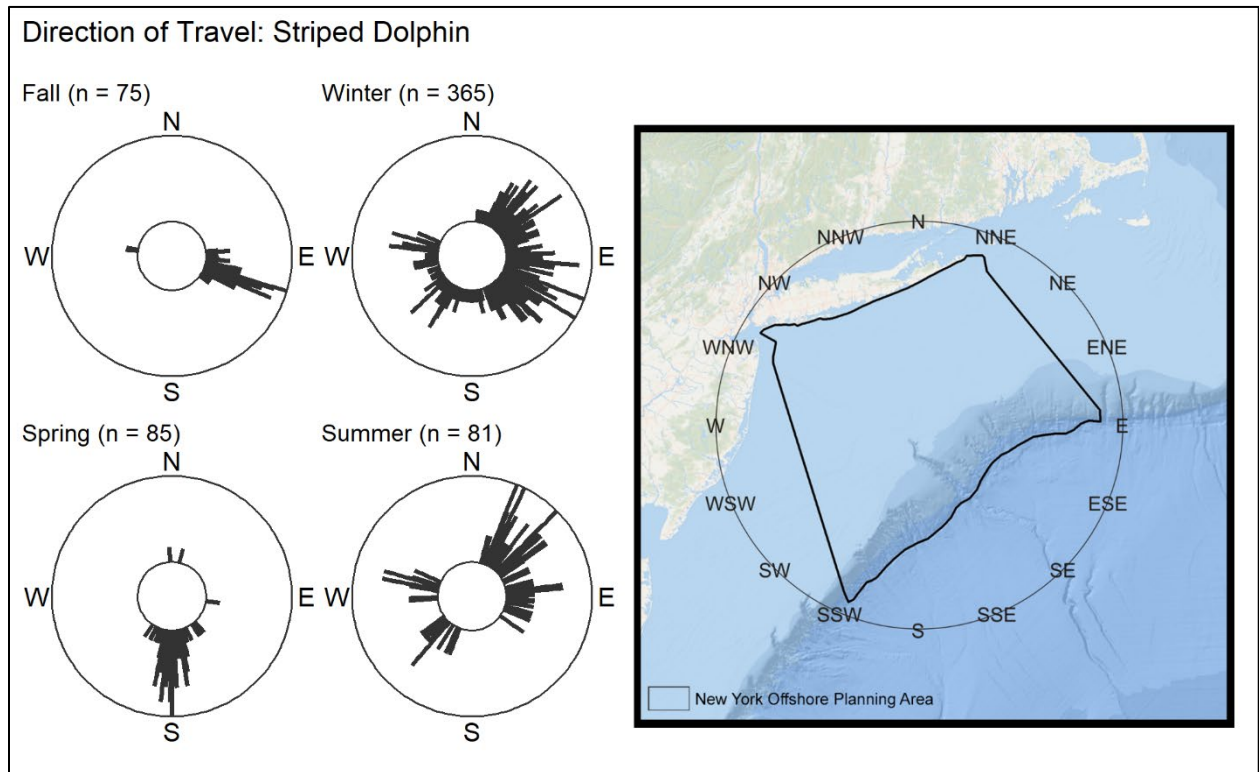 Direction of Travel: Striped Dolphin
Fall (n = 75)
N
W
E
S
Winter (n = 365)
N
W
E
S
Spring (n = 85)
N
W
E
S
Summer (n = 81)
N
W
E
S
N
NNW
NNE
NW
NE
WNW
ENE
W
E
WSW
ESE
SW
SE
SSW
SSE
S
New York Offshore Planning Area